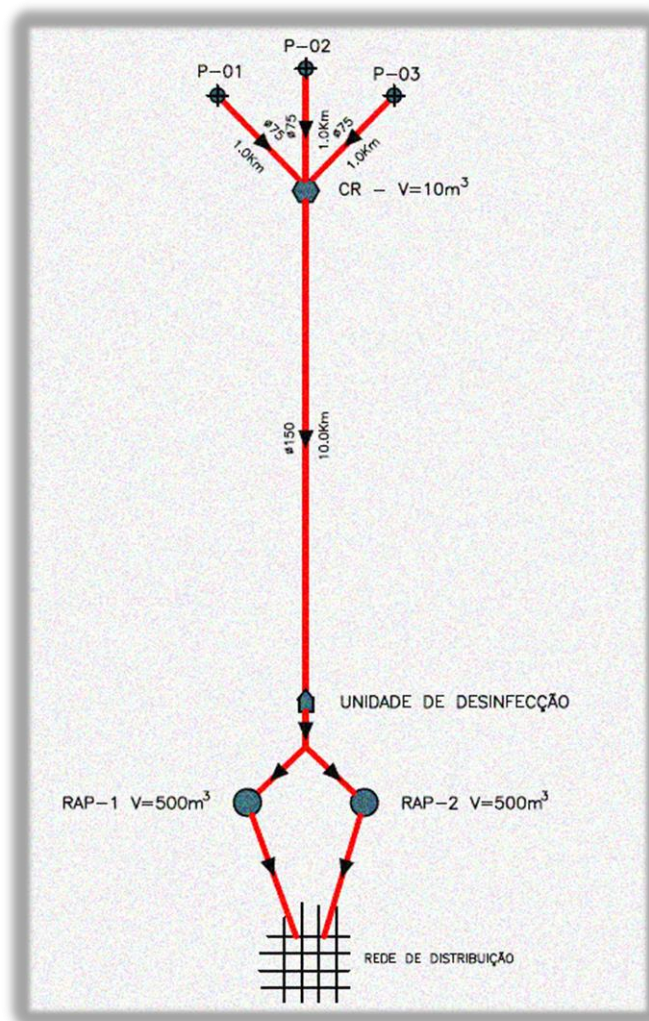 P-02
P-01
P-03
ø75
ø75
ø75
1.0Km
1.0Km
1.0Km
CR - V=10m³
ø150
10.0Km
UNIDADE DE DESINFECÇÃO
RAP-1 V=500m³
RAP-2 V=500m³
REDE DE DISTRIBUIÇÃO